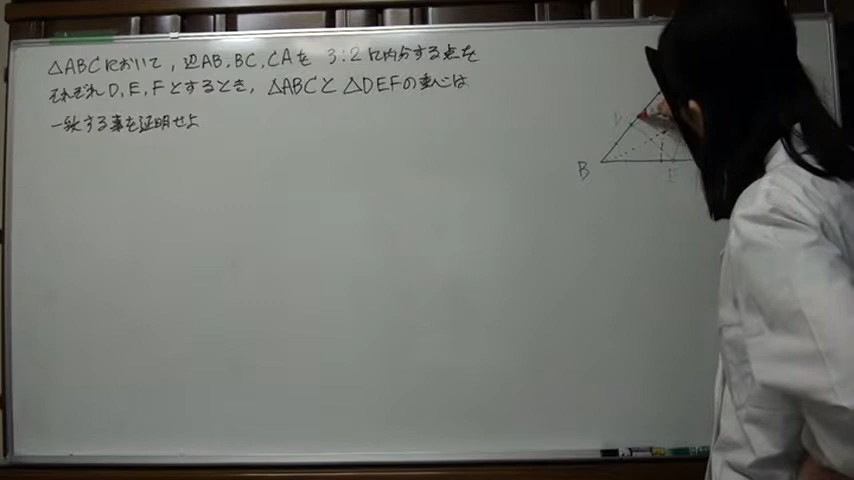 △ABCにおいて, 辺AB, BC, CAを 3:2 に内分する点を
それぞれ D, E, F とするとき, △ABCと △DEFの重心は
一致する事を証明せよ
D
B
E